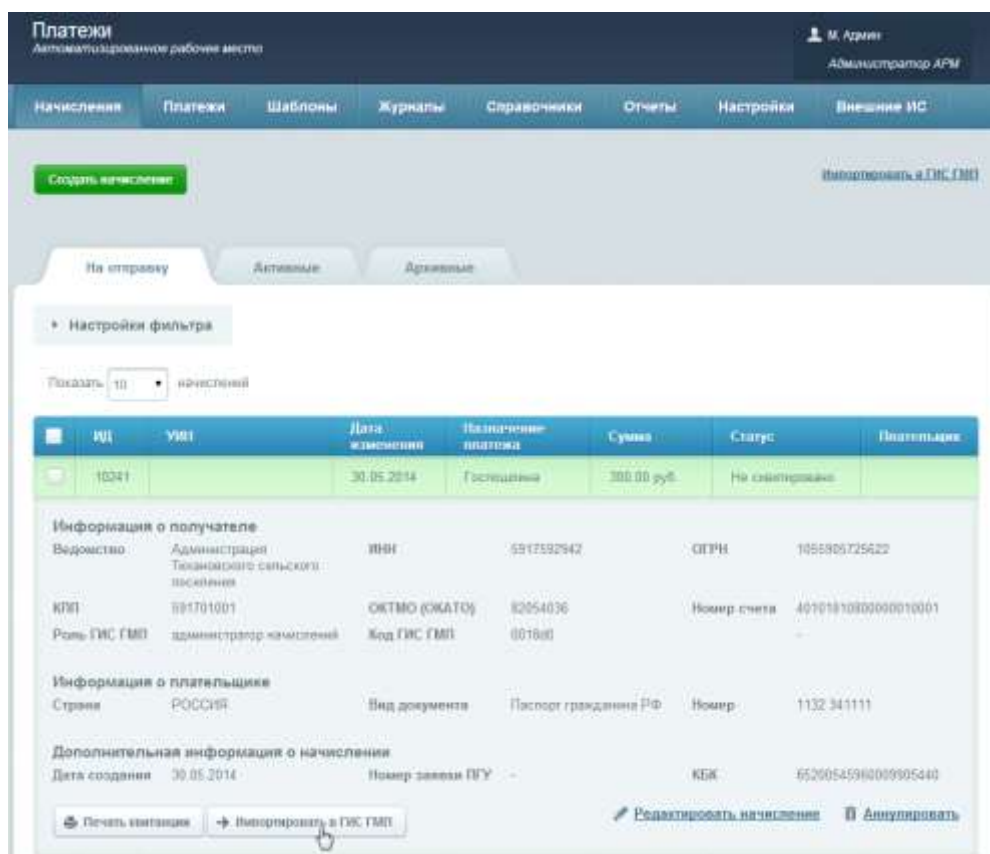 Платежи
Автоматизированное рабочее место
М. Админ
Администратор АРМ
Начисления Платежи Шаблоны Журналы Справочники Отчеты Настройки Внешние ИС
Создать начисление
Импортировать в ГИС ГМП
На отправку Активные Архивные
Настройки фильтра
Показать 10 начислений
ИД УИН Дата изменения Назначение платежа Сумма Статус Плательщик
10241 30.05.2014 Госпошлина 300.00 руб. Не сквитировано
Информация о получателе
Ведомство Администрация Тихановского сельского поселения ИНН 5917592942 ОГРН 1055905725622
КПП 591701001 ОКТМО (ОКАТО) 82054036 Номер счета 40101810800000010001
Роль ГИС ГМП администратор начислений Код ГИС ГМП 0018d0 -
Информация о плательщике
Страна РОССИЯ Вид документа Паспорт гражданина РФ Номер 1132 341111
Дополнительная информация о начислении
Дата создания 30.05.2014 Номер заявки ПГУ - КБК 65200545960009905440
Печать квитанции Импортировать в ГИС ГМП Редактировать начисление Аннулировать